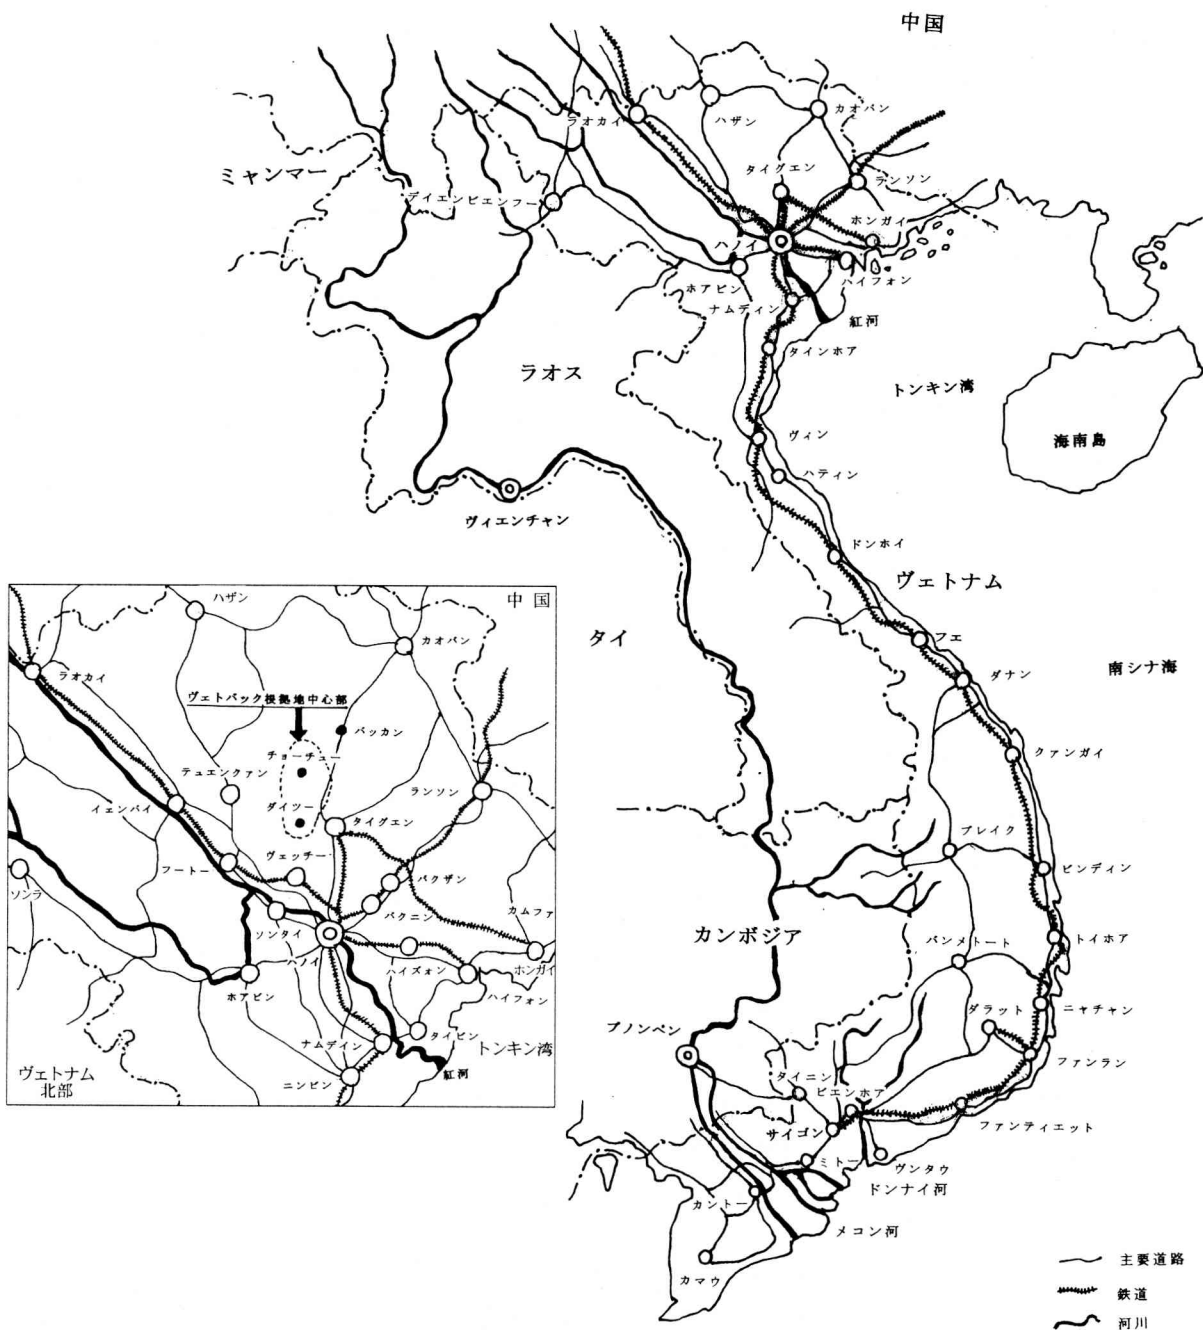 中国
ミャンマー
ラオカイ
ハザン
カオバン
タイグエン
ランソン
デイエンビエンフー
ホンガイ
ハノイ
ホアビン
ハイフォン
ナムディン
紅河
タインホア
ラオス
トンキン湾
海南島
ヴィン
ハティン
ヴィエンチャン
ドンホイ
ヴェトナム
タイ
フエ
ダナン
南シナ海
クァンガイ
プレイク
ビンディン
カンボジア
バンメトート
トイホア
ダラット
ニャチャン
プノンペン
ファンラン
タイニン
ビエンホア
サイゴン
ファンティエット
ミトー
ヴンタウ
ドンナイ河
カントー
メコン河
カマウ
主要道路
鉄道
河川
ハザン
中国
カオバン
ラオカイ
ヴェトバック根拠地中心部
バッカン
チョーチュー
テュエンクァン
ダイツー
ランソン
イェンバイ
タイグエン
ヴェッチー
フートー
バクザン
ソンラ
バクニン
カムファ
ソンタイ
ハノイ
ハイズォン
ホンガイ
ホアビン
ハイフォン
タイビン
ナムデイン
トンキン湾
紅河
ニンビン
ヴェトナム
北部